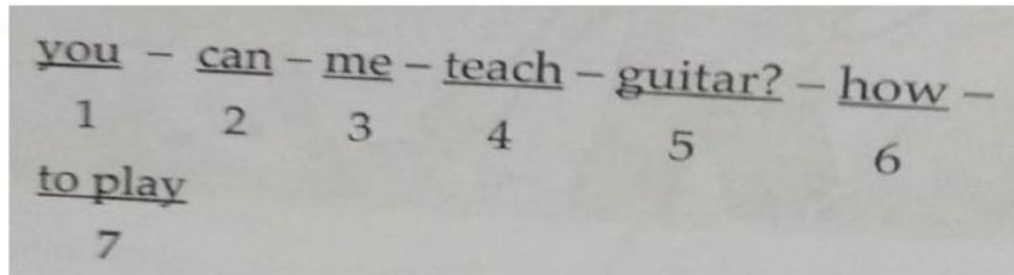 you – can – me – teach – guitar? – how –
1 2 3 4 5 6
to play
7